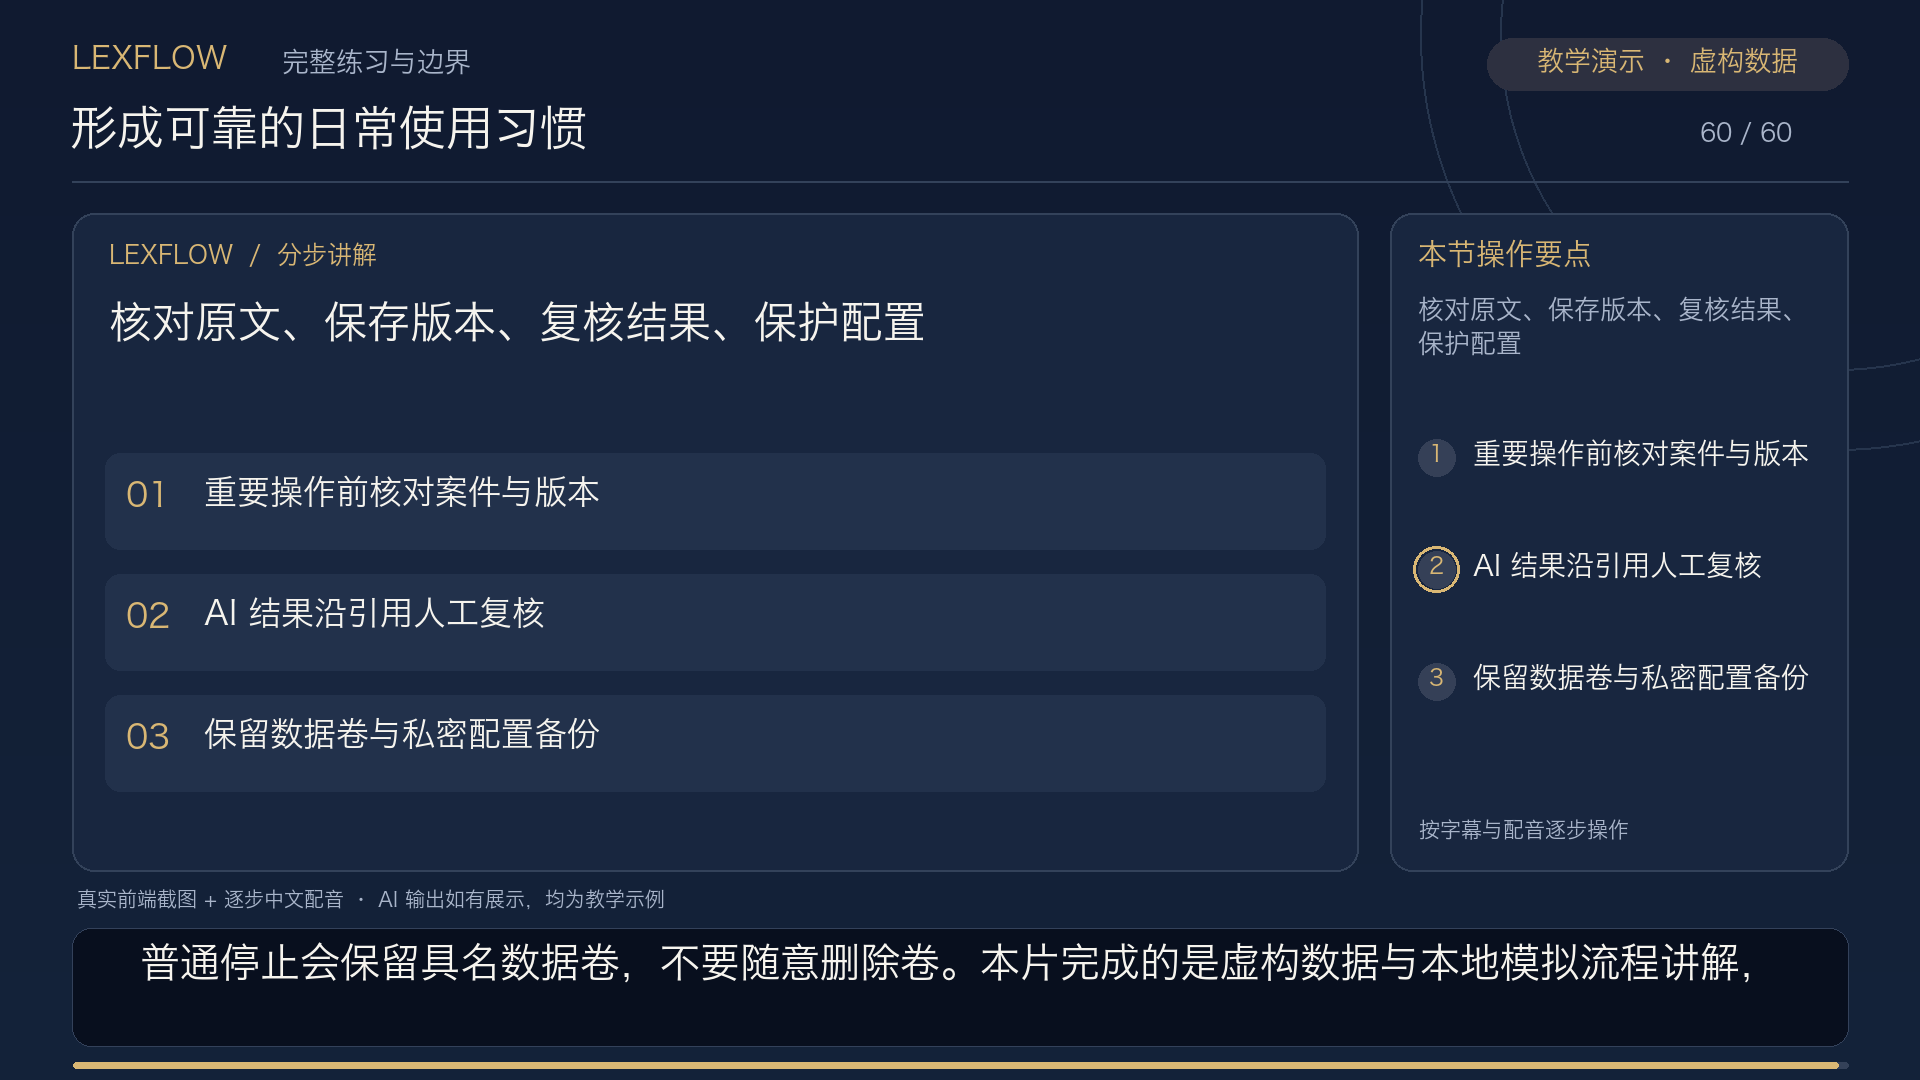 LEXFLOW 完整练习与边界
教学演示 · 虚构数据
形成可靠的日常使用习惯
60 / 60
LEXFLOW / 分步讲解
核对原文、保存版本、复核结果、保护配置
01 重要操作前核对案件与版本
02 AI 结果沿引用人工复核
03 保留数据卷与私密配置备份
本节操作要点
核对原文、保存版本、复核结果、
保护配置
1 重要操作前核对案件与版本
2 AI 结果沿引用人工复核
3 保留数据卷与私密配置备份
按字幕与配音逐步操作
真实前端截图 + 逐步中文配音 · AI 输出如有展示，均为教学示例
普通停止会保留具名数据卷，不要随意删除卷。本片完成的是虚构数据与本地模拟流程讲解，